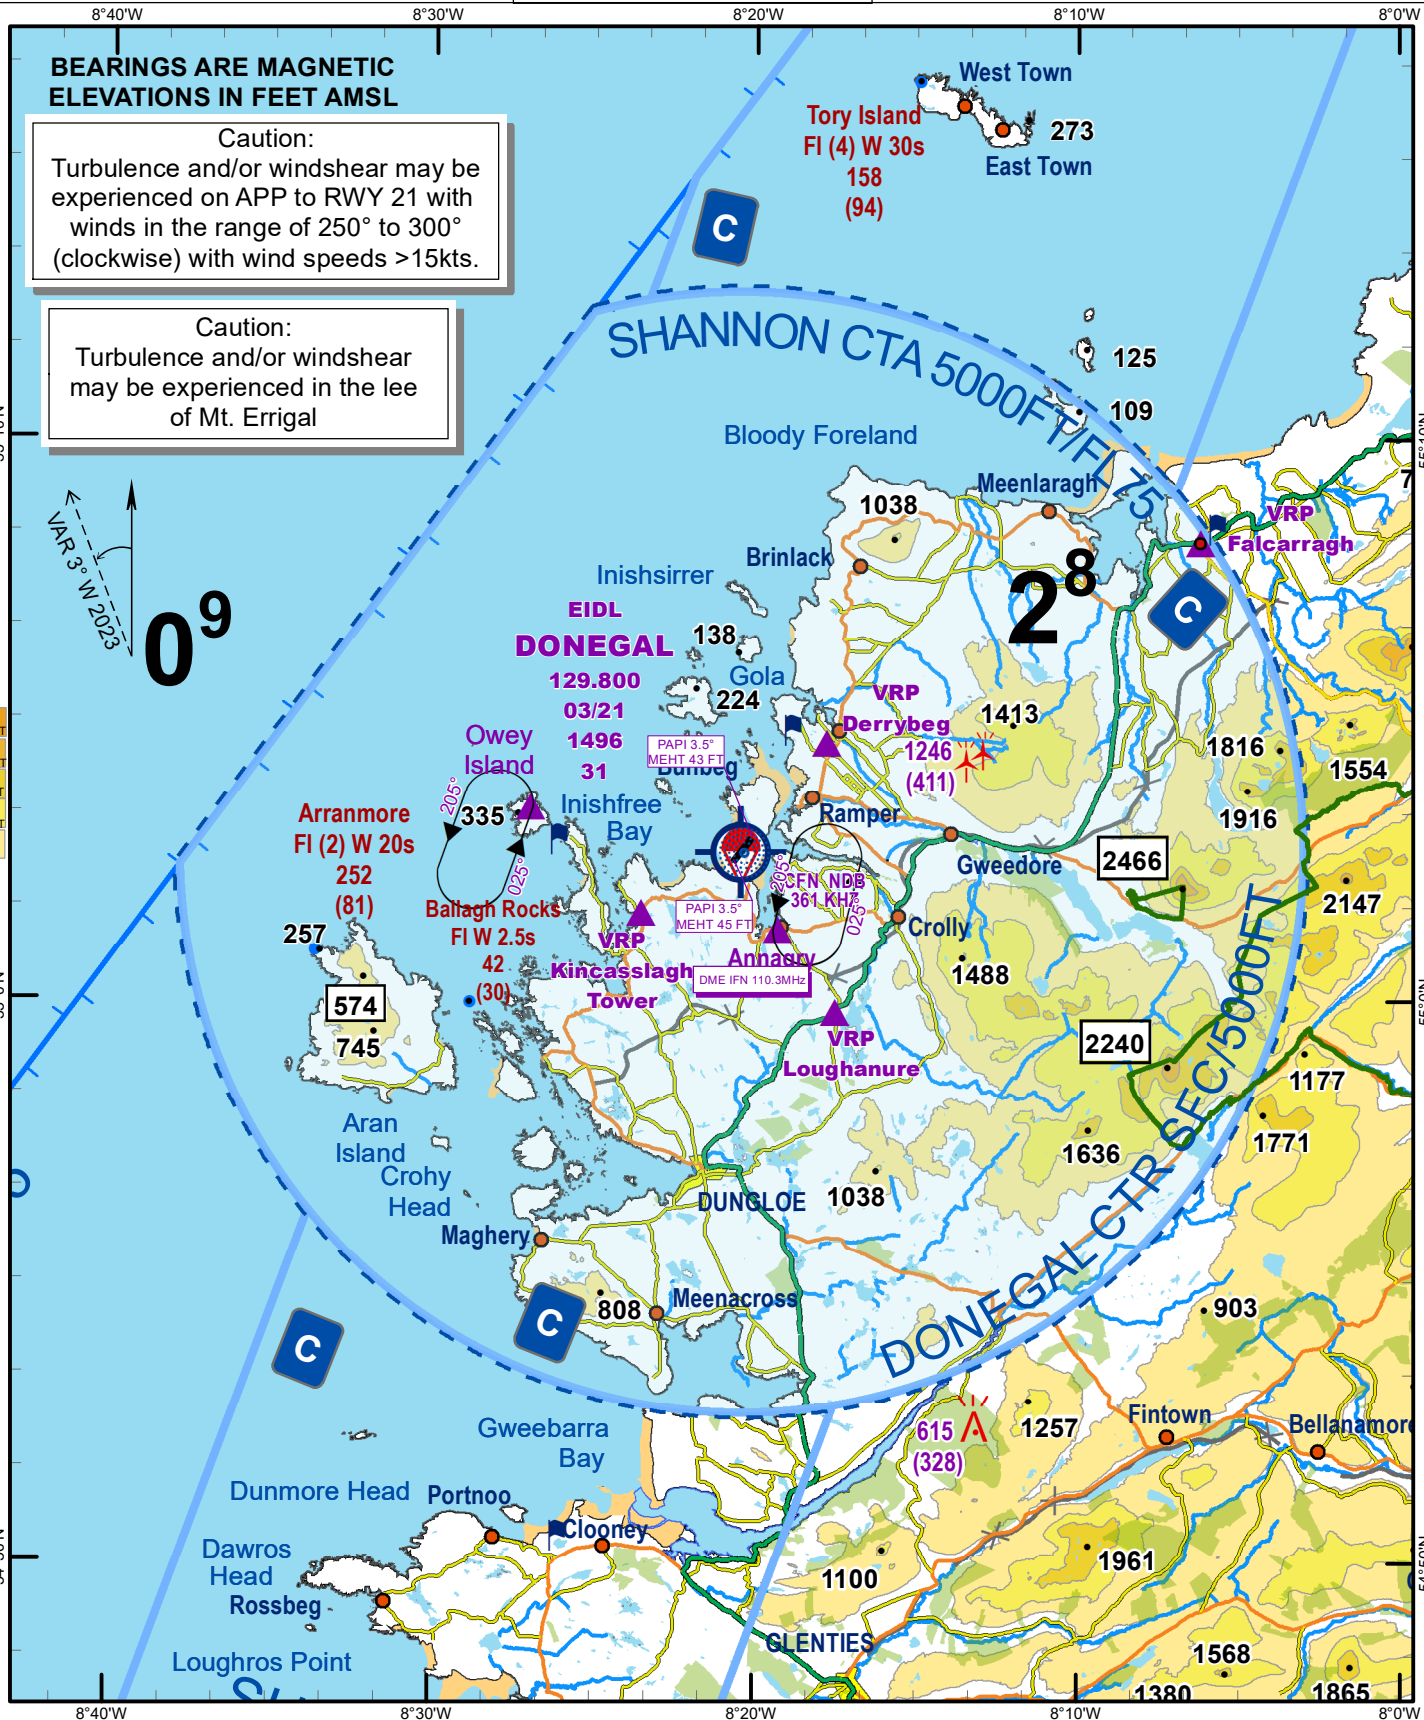 8°40'W
8°30'W
8°20'W
8°10'W
8°0'W
BEARINGS ARE MAGNETIC
ELEVATIONS IN FEET AMSL
Caution:
Turbulence and/or windshear may be
experienced on APP to RWY 21 with
winds in the range of 250° to 300°
(clockwise) with wind speeds >15kts.
Caution:
Turbulence and/or windshear
may be experienced in the lee
of Mt. Errigal
West Town
Tory Island
Fl (4) W 30s
158
(94)
273
East Town
C
SHANNON CTA 5000FT/FL75
125
109
Bloody Foreland
Meenlaragh
1038
VRP
Falcarragh
Brinlack
Inishsirrer
VAR 3° W 2023
0 9
2 8
C
EIDL
DONEGAL
129.800
03/21
1496
31
138
Gola
224
VRP
Derrybeg
1246
(411)
1413
1816
1554
1916
Owey
Island
PAPI 3.5°
MEHT 43 FT
Bunbeg
205°
335
025°
Inishfree
Bay
Ramper
Gweedore
2466
2147
Arranmore
Fl (2) W 20s
252
(81)
257
574
745
Ballagh Rocks
Fl W 2.5s
42
(30)
205°
CFN NDB
361 KHZ
025°
PAPI 3.5°
MEHT 45 FT
Crolly
VRP
Kincasslagh
Tower
Annagry
DME IFN 110.3MHz
1488
VRP
Loughanure
2240
1177
1771
1636
Aran
Island
Crohy
Head
1038
DUNGLOE
Maghery
Meenacross
808
C
C
DONEGAL CTR SFC/5000FT
903
Gweebarra
Bay
615
(328)
1257
Fintown
Bellanamore
Dunmore Head
Portnoo
Clooney
Dawros
Head
Rossbeg
1100
1961
GLENTIES
Loughros Point
1568
1380
1865
55°10'N
55°0'N
54°50'N
8°40'W
8°30'W
8°20'W
8°10'W
8°0'W